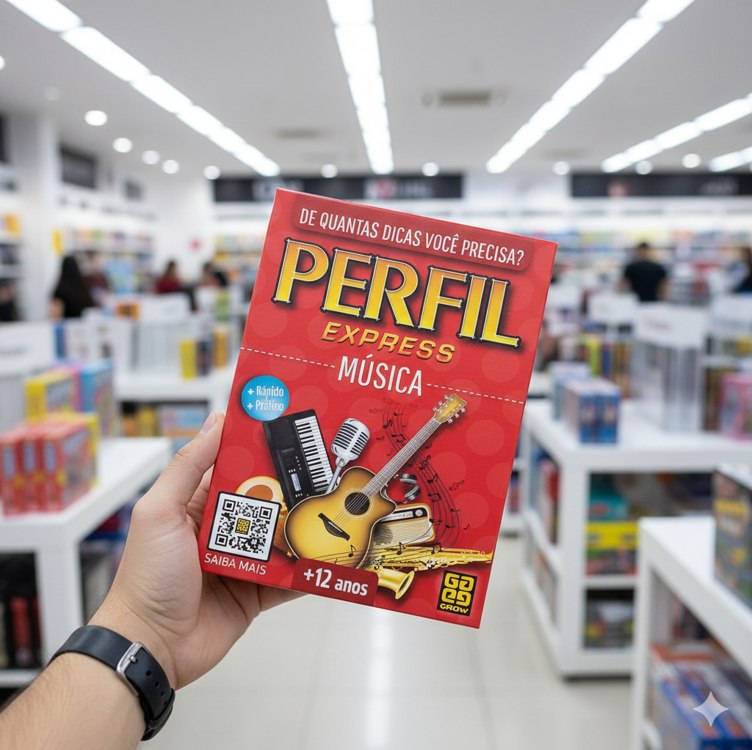 DE QUANTAS DICAS VOCÊ PRECISA?
PERFIL
EXPRESS
MÚSICA
+ Rápido
+ Prático
SAIBA MAIS
+12 anos
GROW